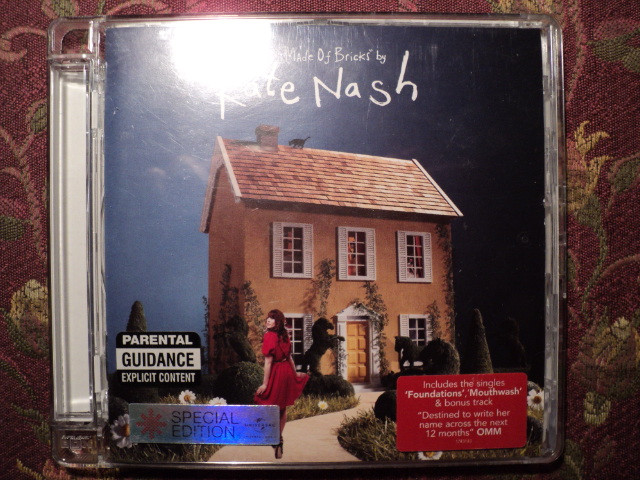 Made Of Bricks" by
Kate Nash
PARENTAL
GUIDANCE
EXPLICIT CONTENT
SPECIAL
EDITION
Includes the singles
'Foundations', 'Mouthwash'
& bonus track
"Destined to write her
name across the next
12 months" OMM